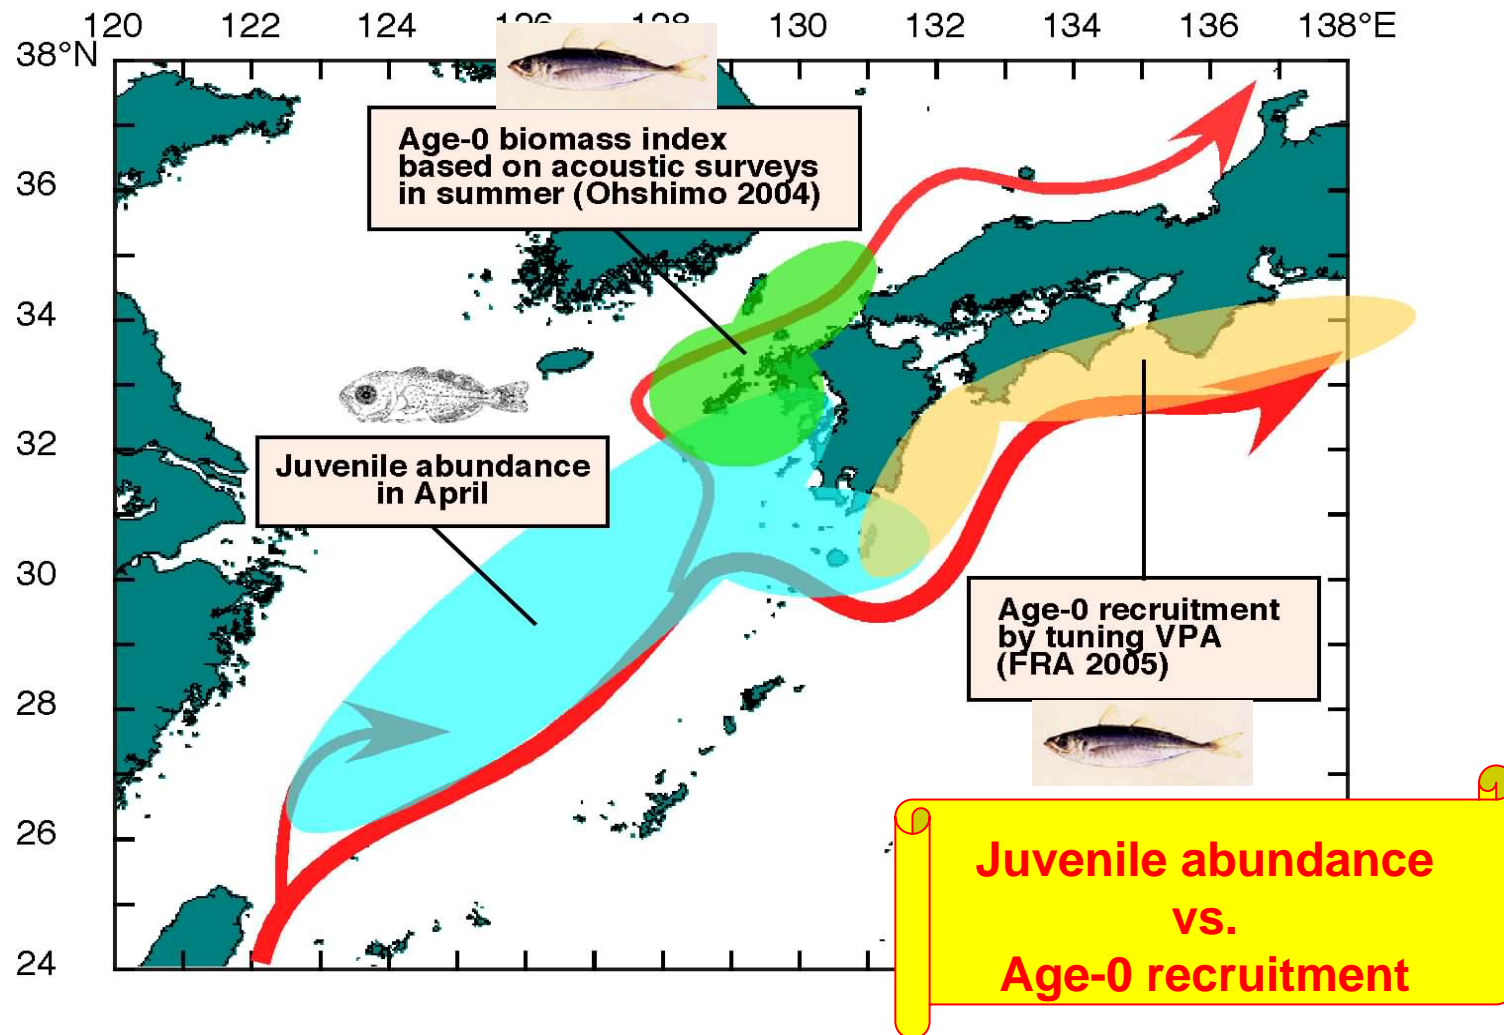 120 122 124 126 128 130 132 134 136 138°E
38°N
36
34
32
30
28
26
24
Age-0 biomass index
based on acoustic surveys
in summer (Ohshimo 2004)
Juvenile abundance
in April
Age-0 recruitment
by tuning VPA
(FRA 2005)
Juvenile abundance
vs.
Age-0 recruitment